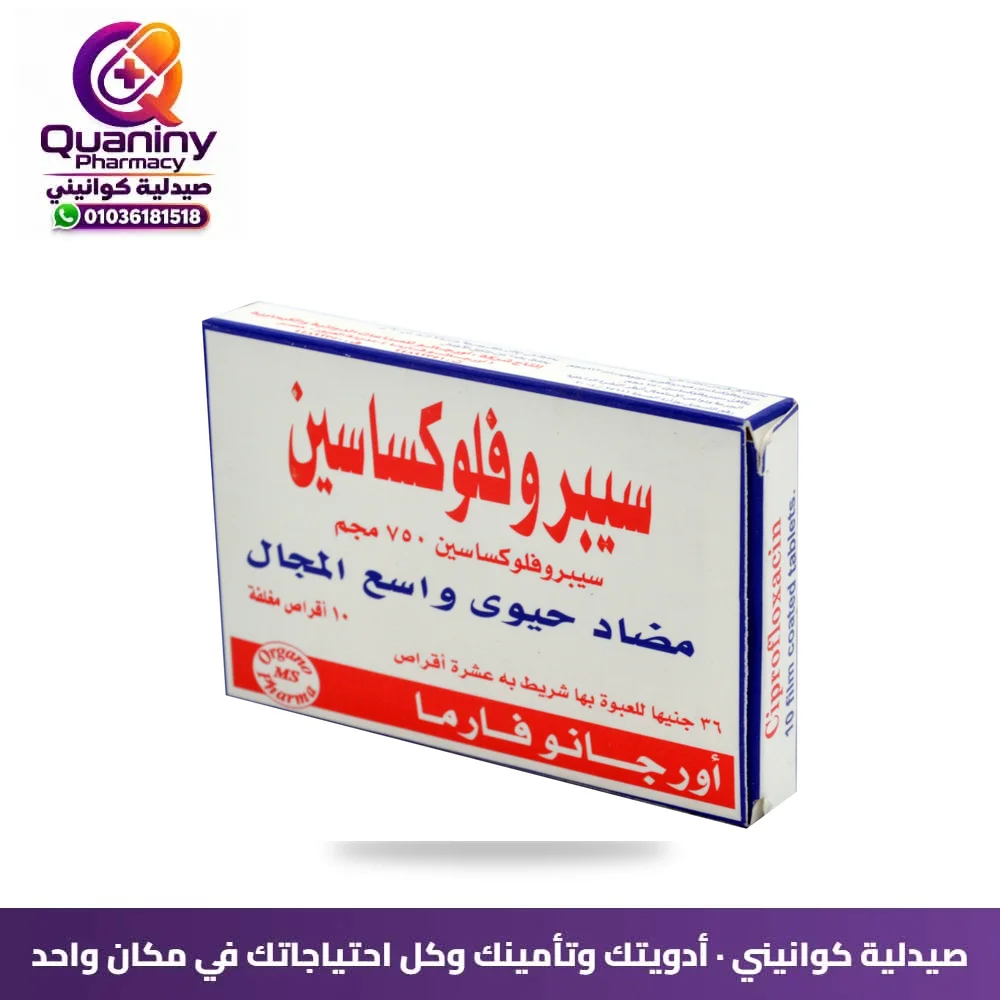 Quaniny
Pharmacy
صيدلية كوانيني
01036181518
سيبروفلوكساسين
سيبروفلوكساسين ٧٥٠ مجم
مضاد حيوى واسع المجال
١٠ أقراص مغلفة
٣٦ جنيها للعبوة بها شريط به عشرة أقراص
Organo
MS
Pharma
أورجانو فارما
Ciprofloxacin
10 film coated tablets.
صيدلية كوانيني · أدويتك وتأمينك وكل احتياجاتك في مكان واحد